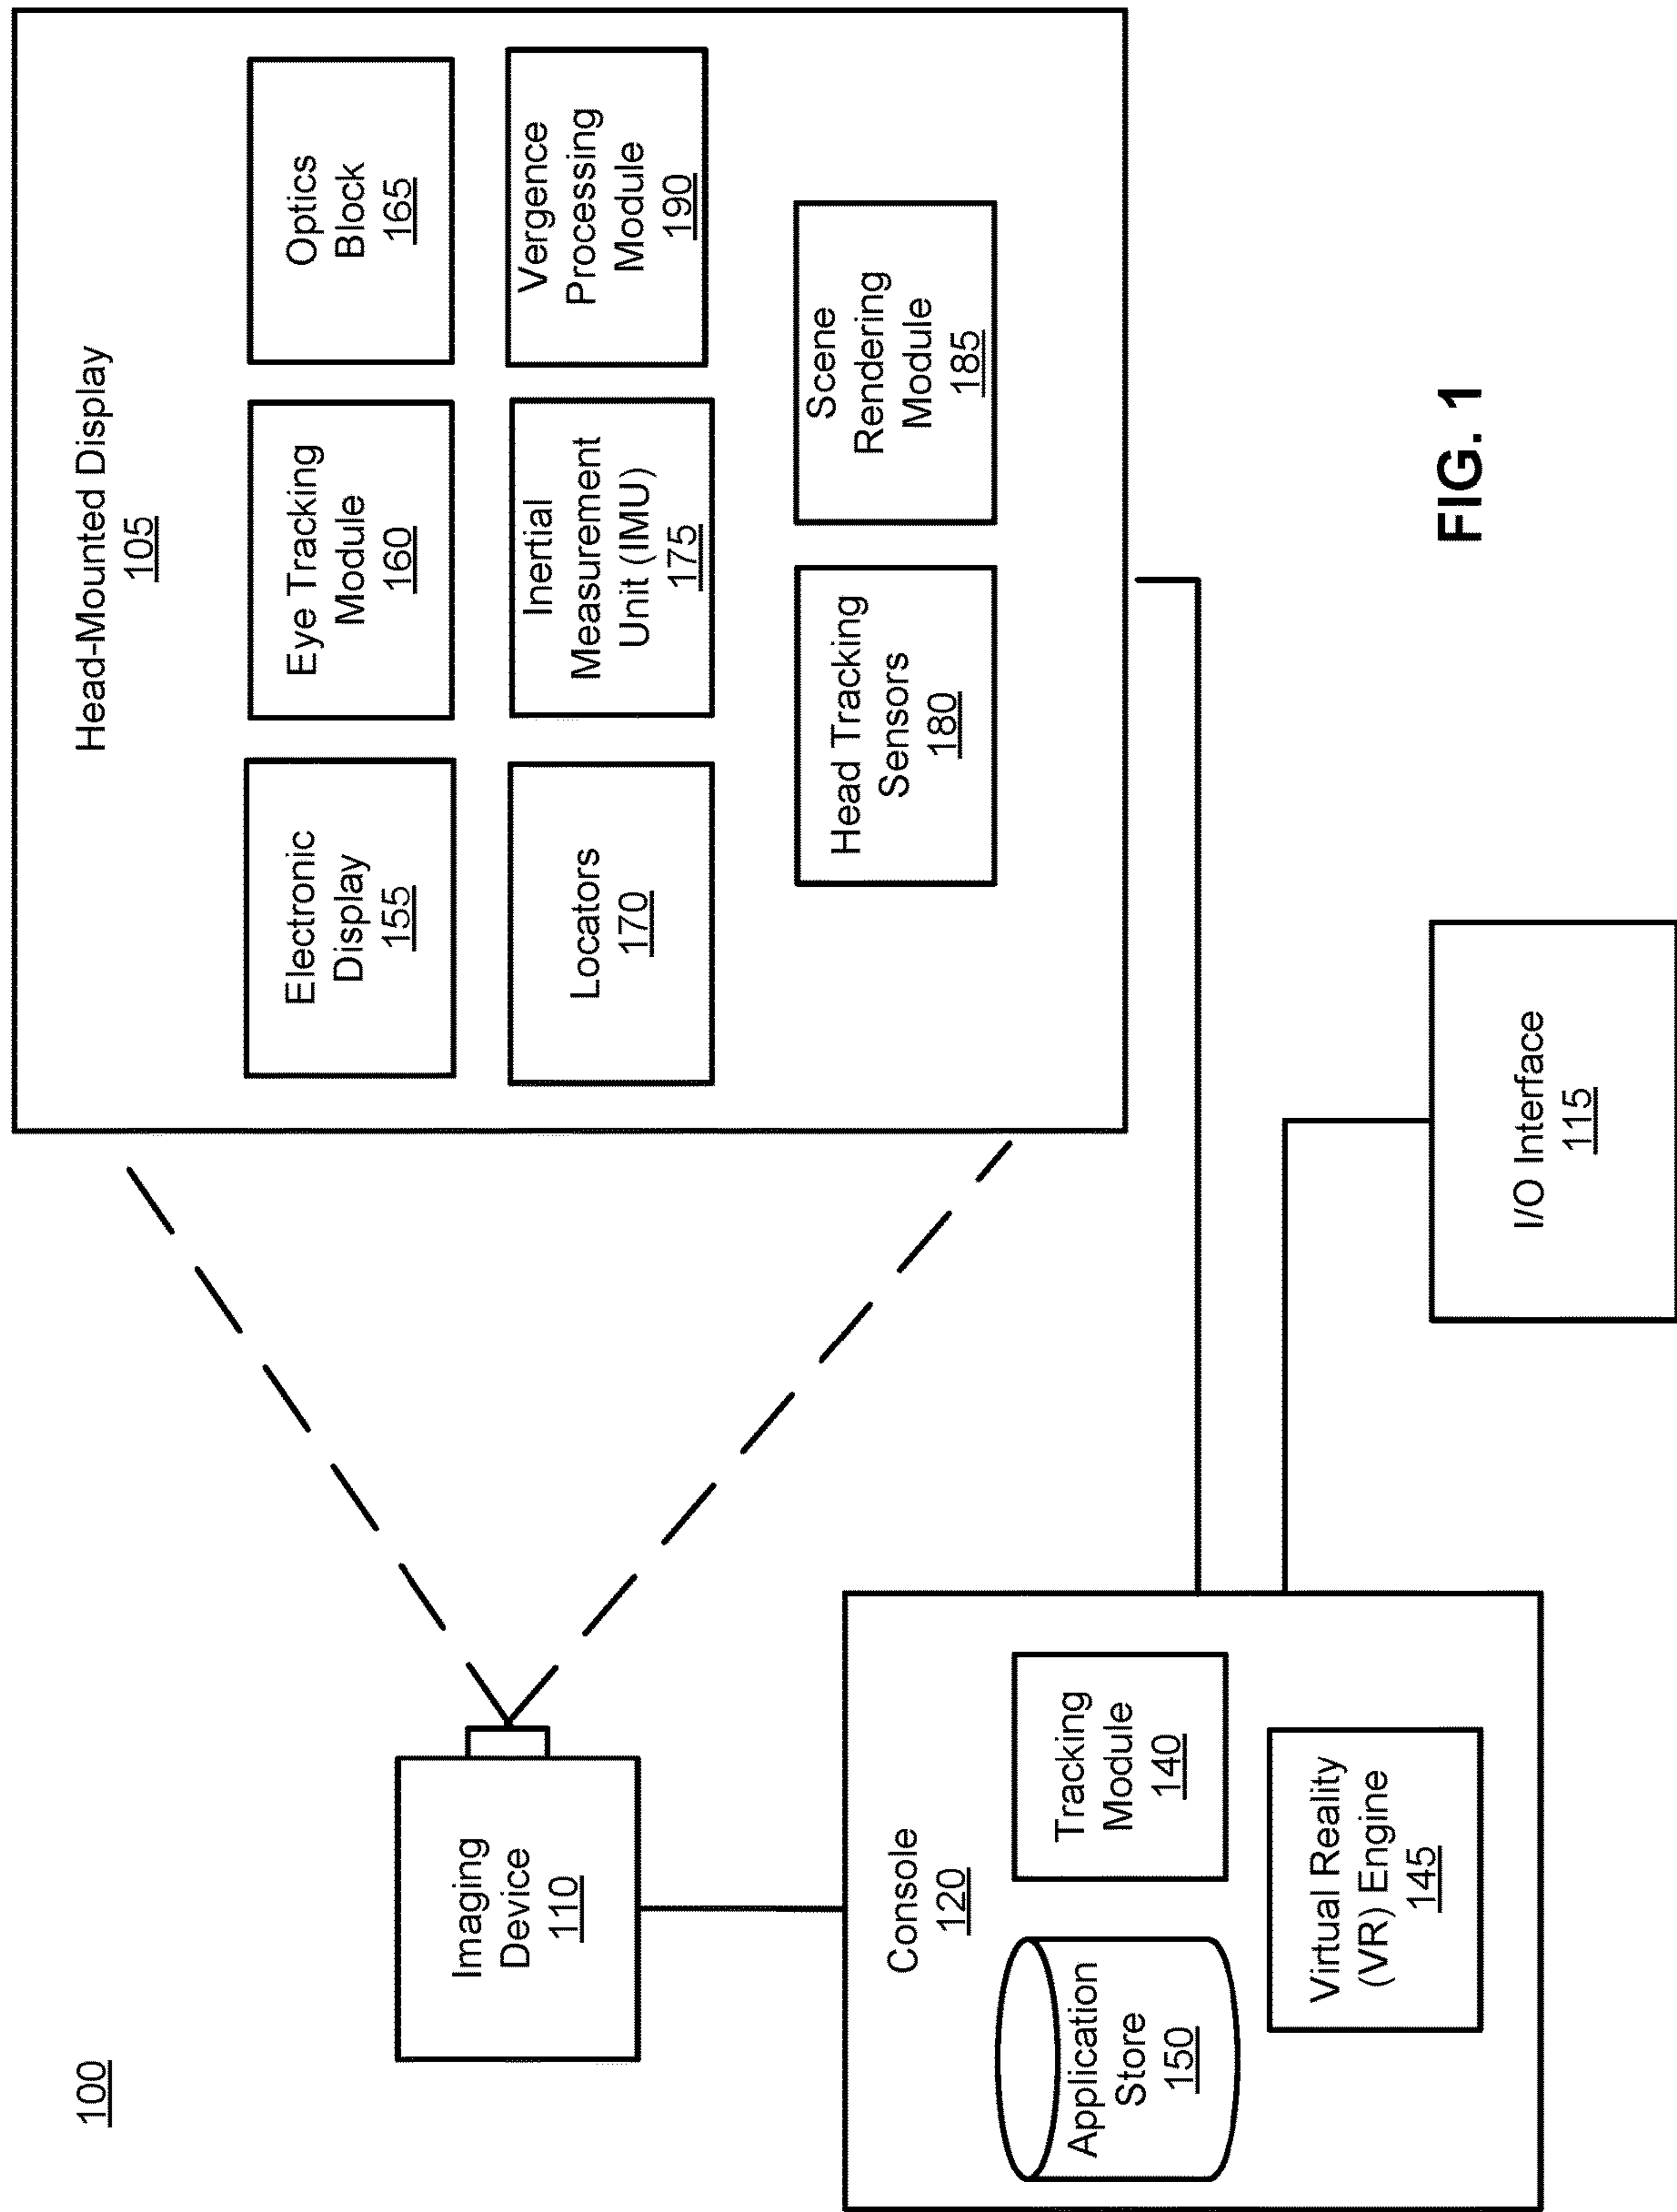 100
Head-Mounted Display
105
Electronic
Display
155
Eye Tracking
Module
160
Optics
Block
165
Locators
170
Inertial
Measurement
Unit (IMU)
175
Vergence
Processing
Module
190
Head Tracking
Sensors
180
Scene
Rendering
Module
185
Imaging
Device
110
Console
120
Application
Store
150
Tracking
Module
140
Virtual Reality
(VR) Engine
145
I/O Interface
115
FIG. 1